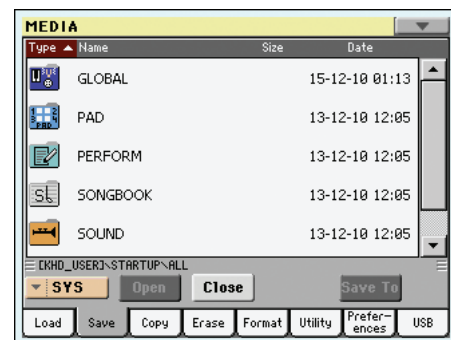 MEDIA
Type Name Size Date
GLOBAL 15-12-10 01:13
PAD 13-12-10 12:05
PERFORM 13-12-10 12:05
SONGBOOK 13-12-10 12:05
SOUND 13-12-10 12:05
[KHD_USER]\STARTUP\ALL
SYS Open Close Save To
Load Save Copy Erase Format Utility Prefer-ences USB